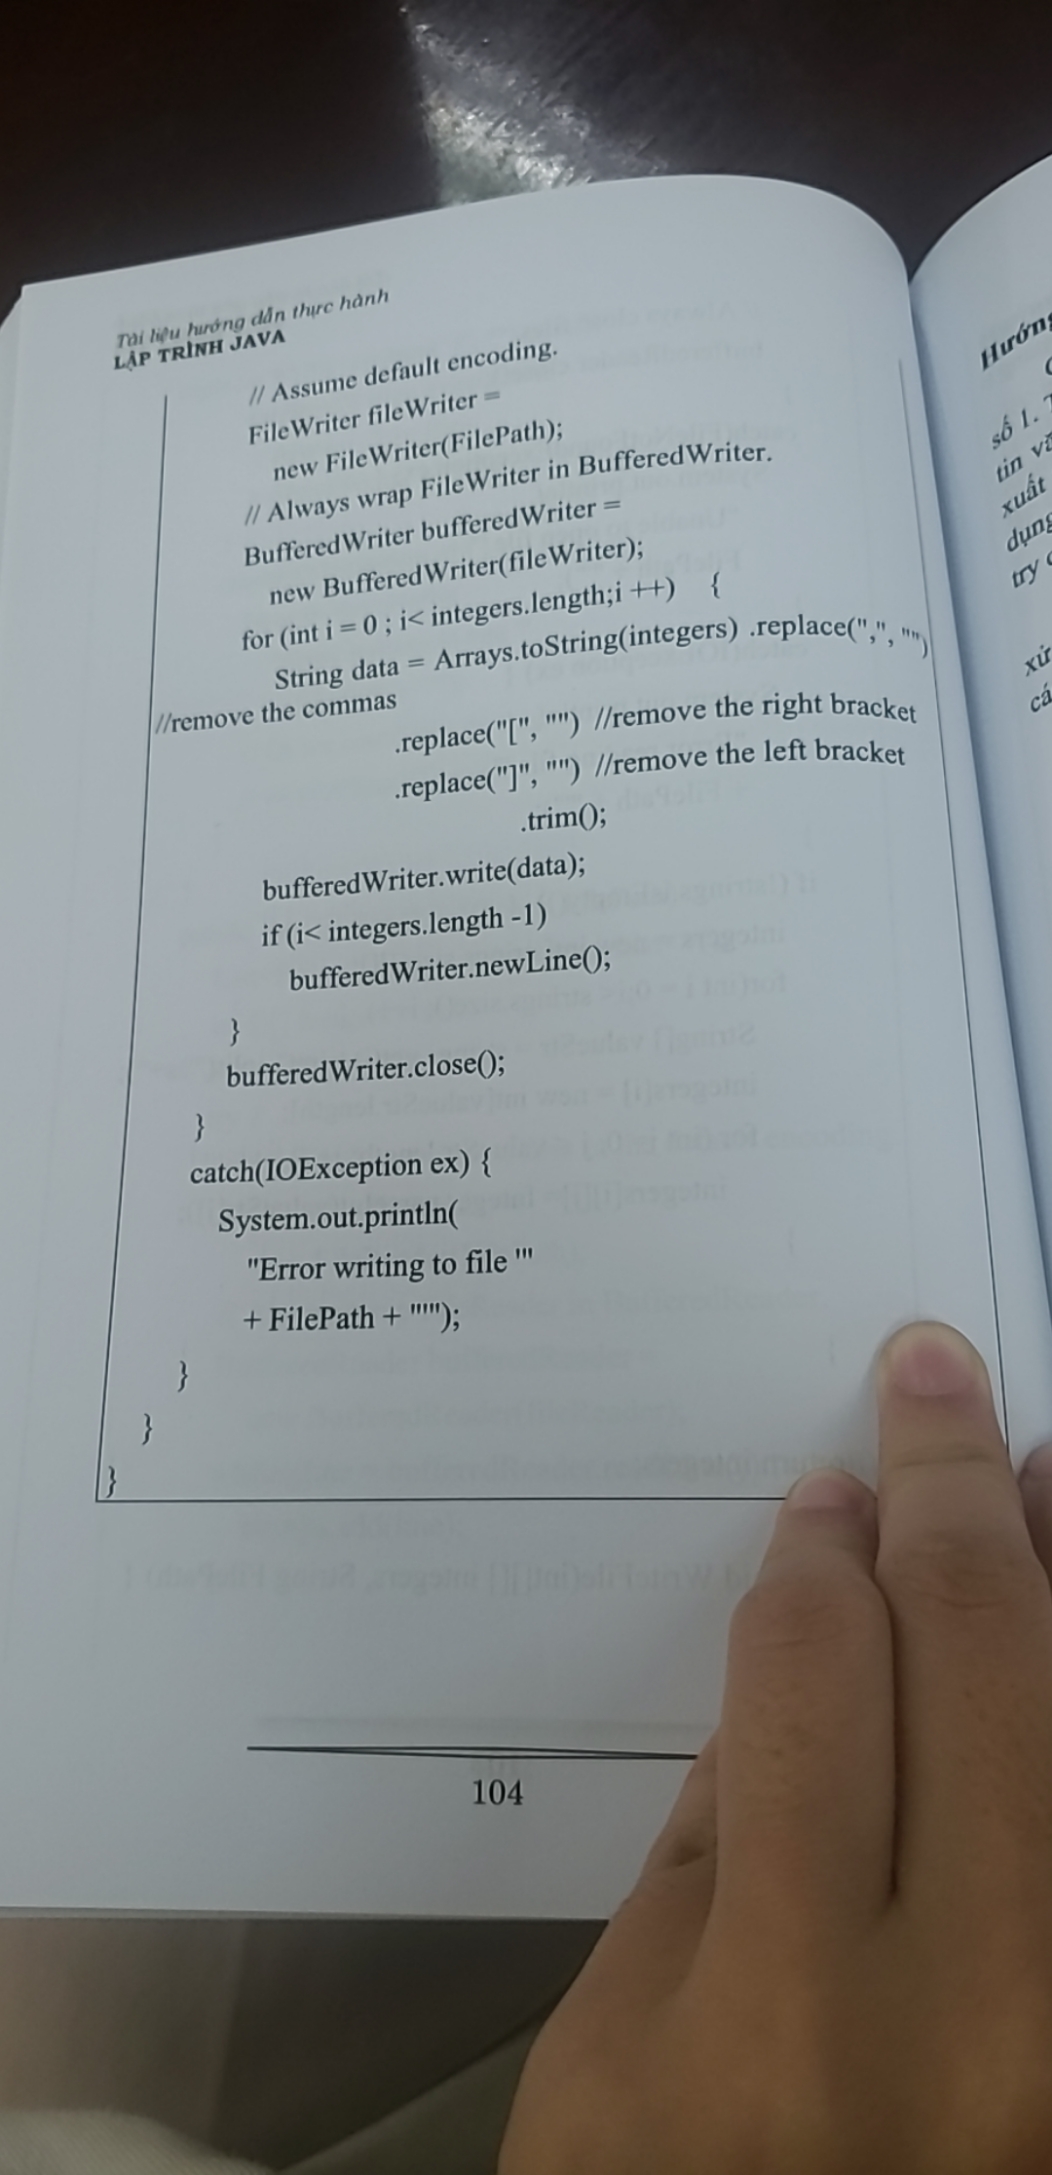 Tài liệu hướng dẫn thực hành
LẬP TRÌNH JAVA
// Assume default encoding.
FileWriter fileWriter =
new FileWriter(FilePath);
// Always wrap FileWriter in BufferedWriter.
BufferedWriter bufferedWriter =
new BufferedWriter(fileWriter);
for (int i = 0 ; i< integers.length;i ++) {
String data = Arrays.toString(integers) .replace(",", "")
//remove the commas
.replace("[", "") //remove the right bracket
.replace("]", "") //remove the left bracket
.trim();
bufferedWriter.write(data);
if (i< integers.length -1)
bufferedWriter.newLine();
}
bufferedWriter.close();
}
catch(IOException ex) {
System.out.println(
"Error writing to file '"
+ FilePath + "'");
}
}
}
104
Hướng
số 1.
tin
xuất
dụng
try
xử